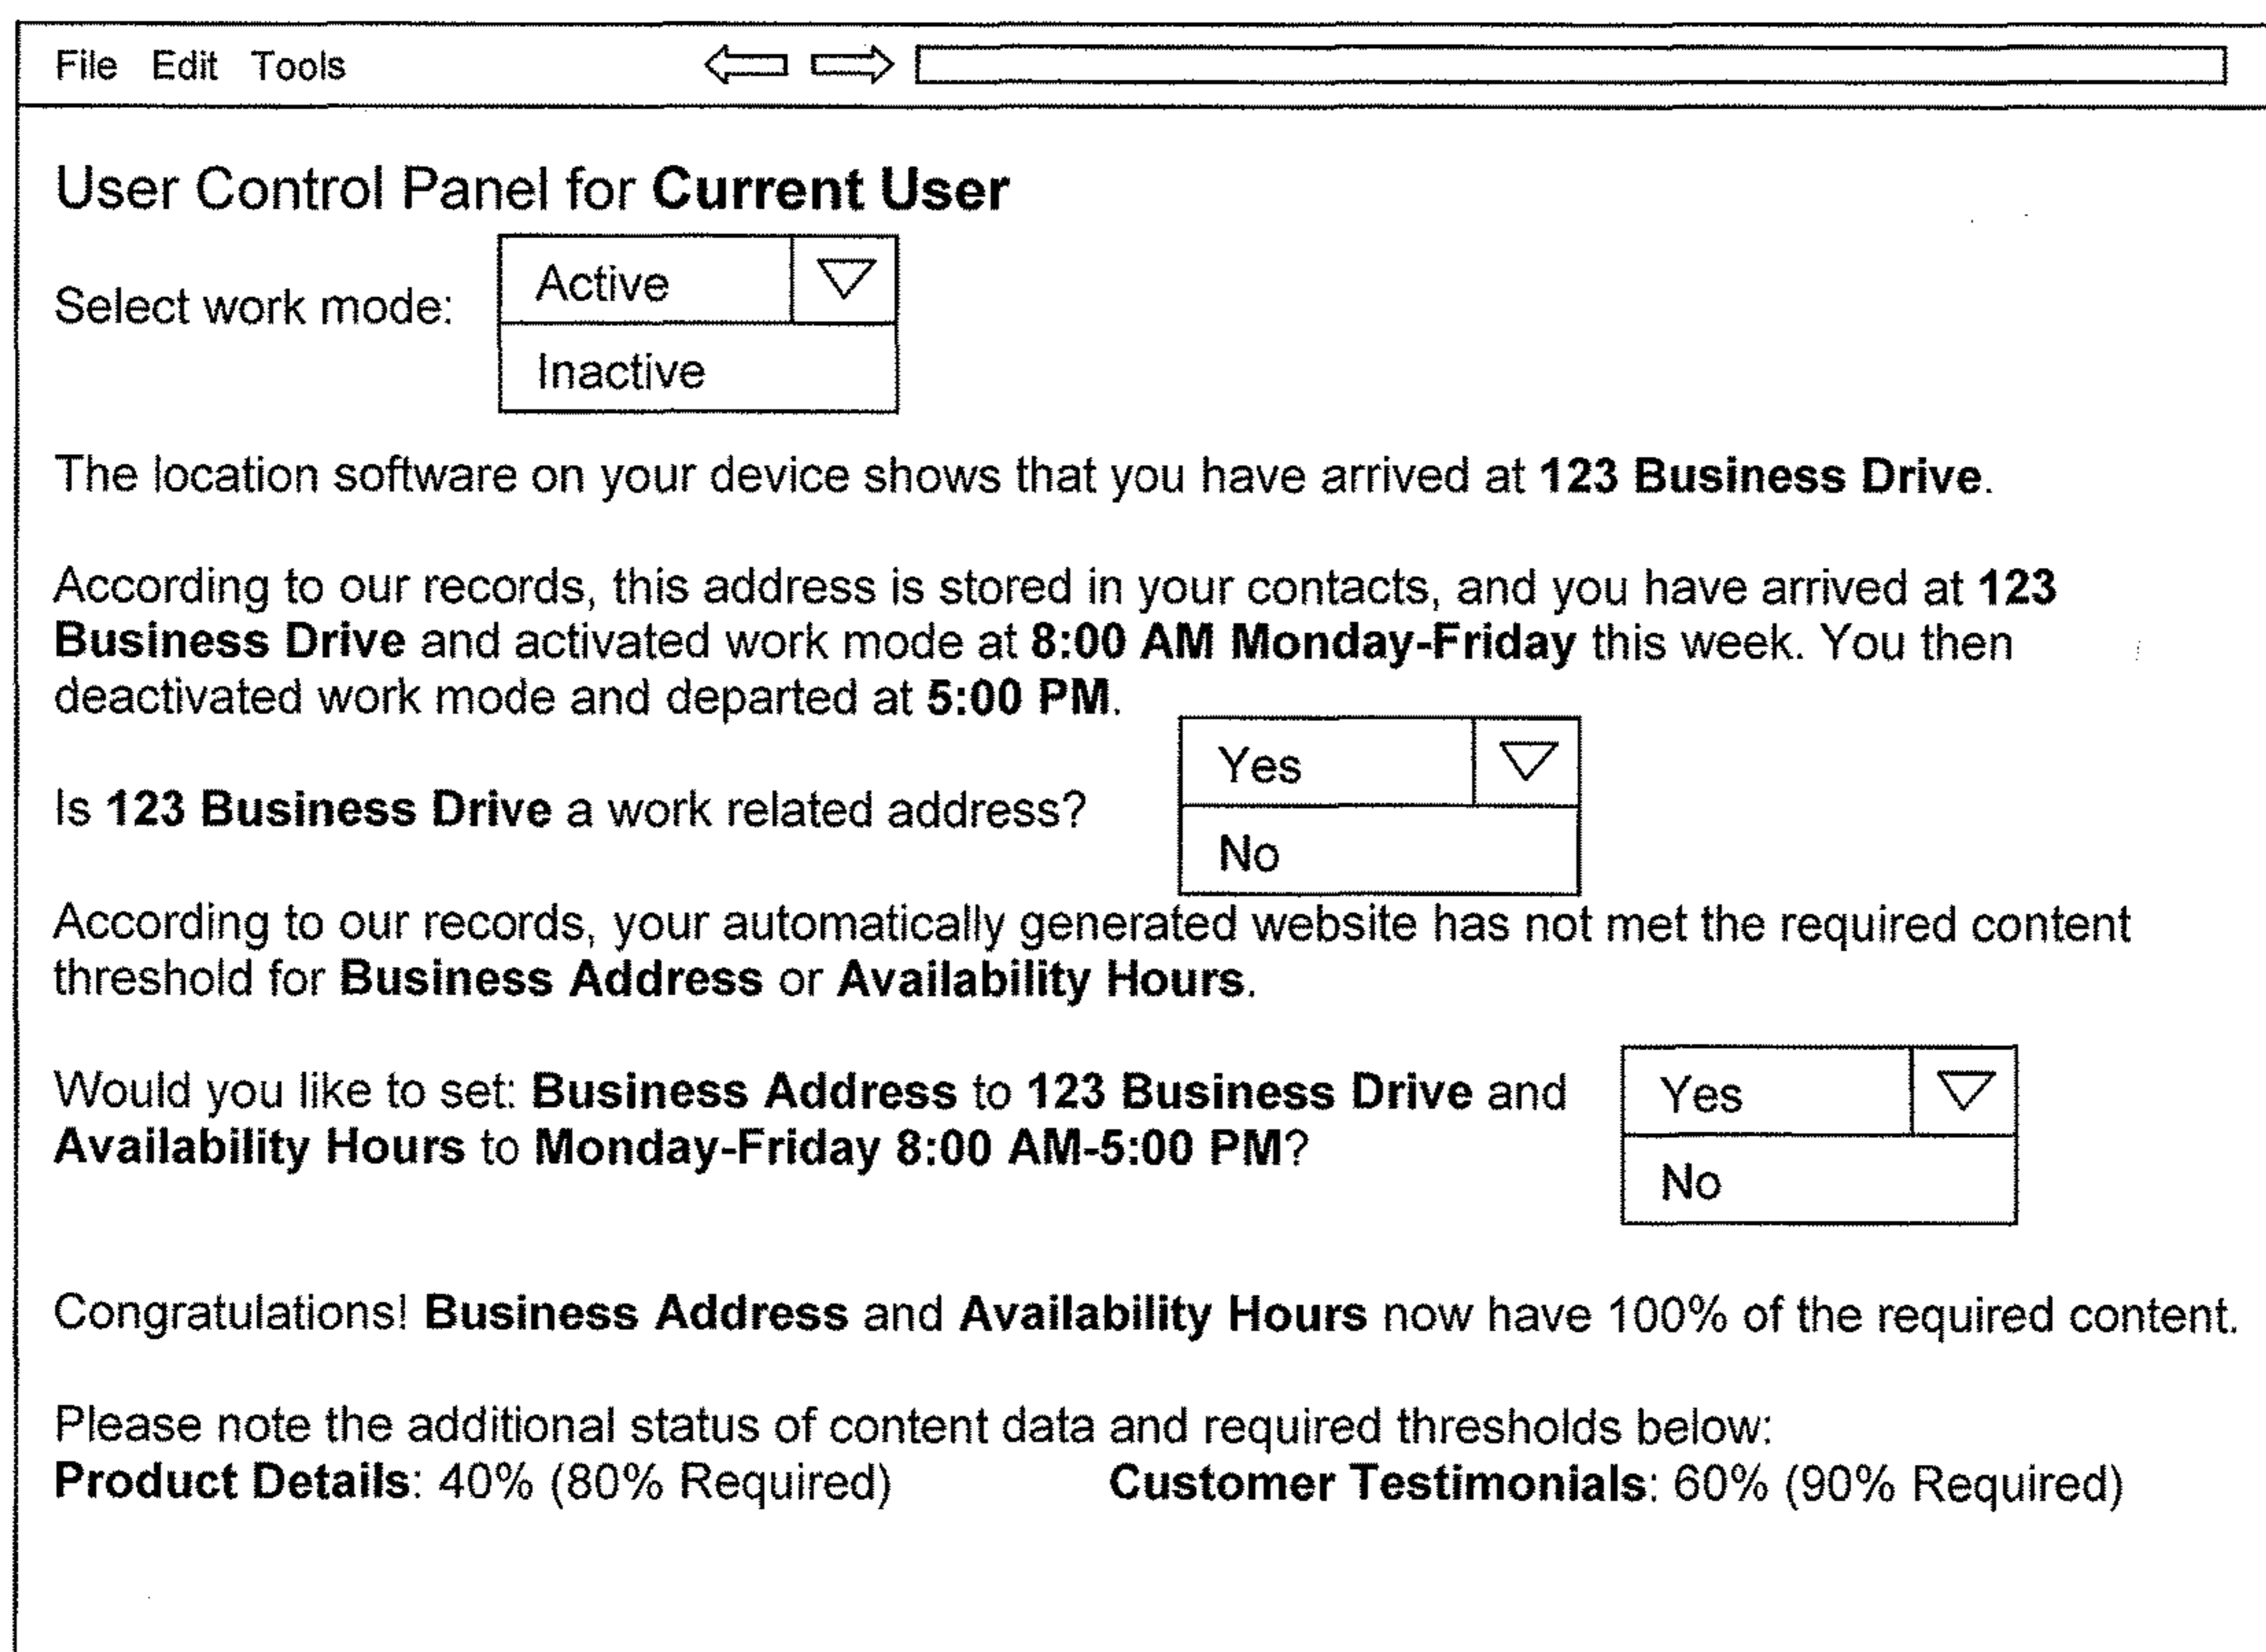 File Edit Tools
User Control Panel for Current User
Select work mode:
Active
Inactive
The location software on your device shows that you have arrived at 123 Business Drive.
According to our records, this address is stored in your contacts, and you have arrived at 123
Business Drive and activated work mode at 8:00 AM Monday-Friday this week. You then
deactivated work mode and departed at 5:00 PM.
Is 123 Business Drive a work related address?
Yes
No
According to our records, your automatically generated website has not met the required content
threshold for Business Address or Availability Hours.
Would you like to set: Business Address to 123 Business Drive and
Availability Hours to Monday-Friday 8:00 AM-5:00 PM?
Yes
No
Congratulations! Business Address and Availability Hours now have 100% of the required content.
Please note the additional status of content data and required thresholds below:
Product Details: 40% (80% Required) Customer Testimonials: 60% (90% Required)